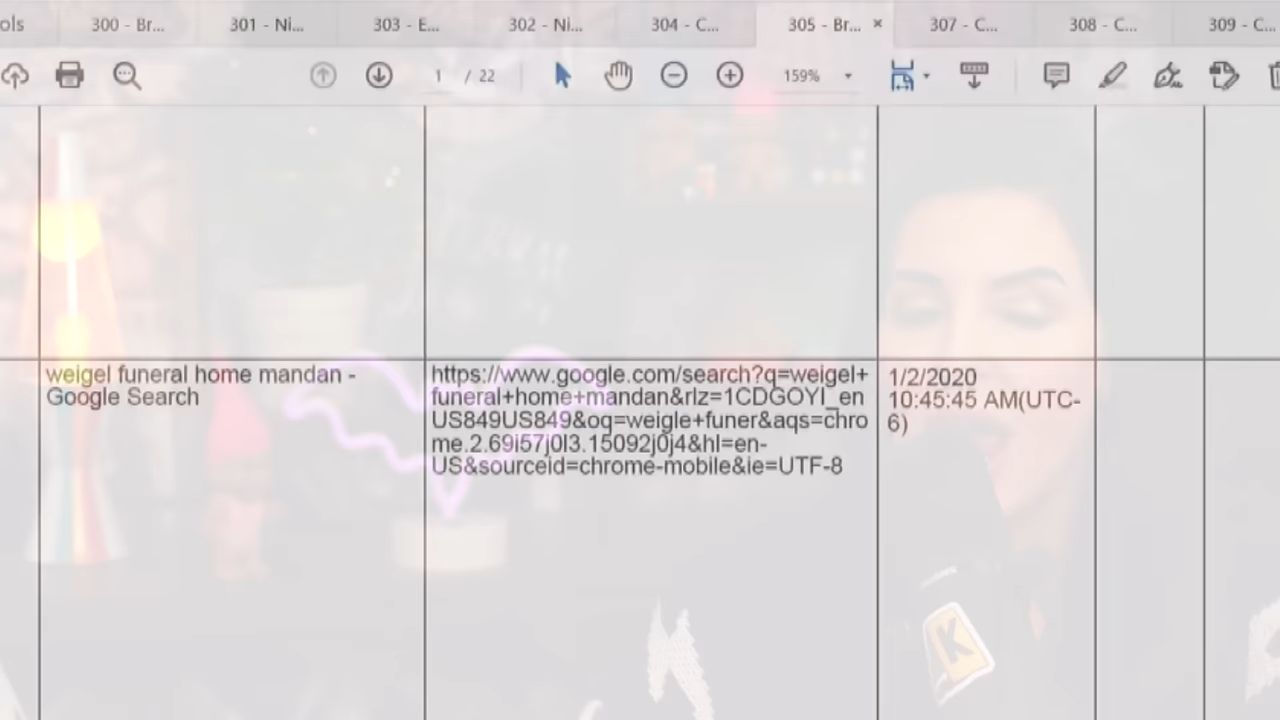 ols
300 - Br...
301 - Ni...
303 - E...
302 - Ni...
304 - C...
305 - Br...
307 - C...
308 - C...
309 - C...
1 / 22
159%
weigel funeral home mandan -
Google Search
https://www.google.com/search?q=weigel+
funeral+home+mandan&rlz=1CDGOYI_en
US849US849&oq=weigle+funer&aqs=chro
me.2.69i57j0l3.15092j0j4&hl=en-
US&sourceid=chrome-mobile&ie=UTF-8
1/2/2020
10:45:45 AM(UTC-
6)
K